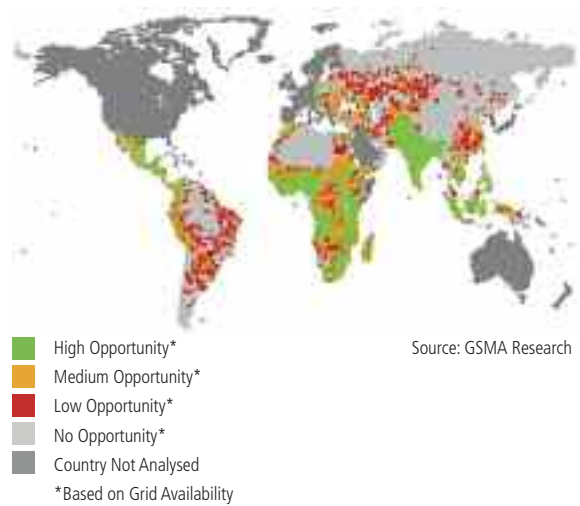 High Opportunity*
Source: GSMA Research
Medium Opportunity*
Low Opportunity*
No Opportunity*
Country Not Analysed
*Based on Grid Availability